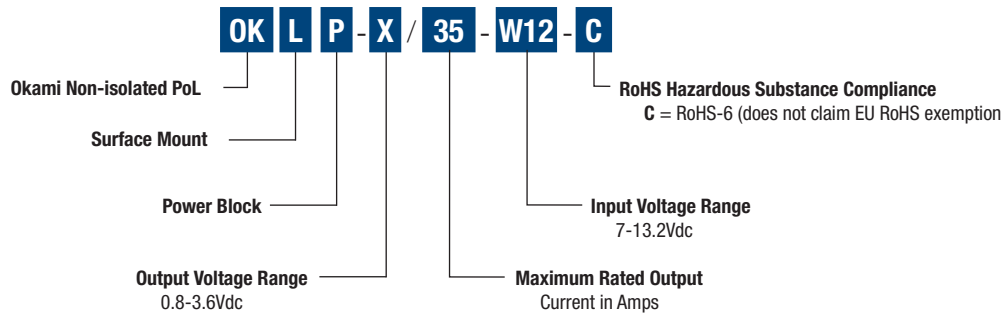 OK L P - X / 35 - W12 - C
Okami Non-isolated PoL
RoHS Hazardous Substance Compliance
C = RoHS-6 (does not claim EU RoHS exemption
Surface Mount
Power Block
Input Voltage Range
7-13.2Vdc
Output Voltage Range
0.8-3.6Vdc
Maximum Rated Output
Current in Amps